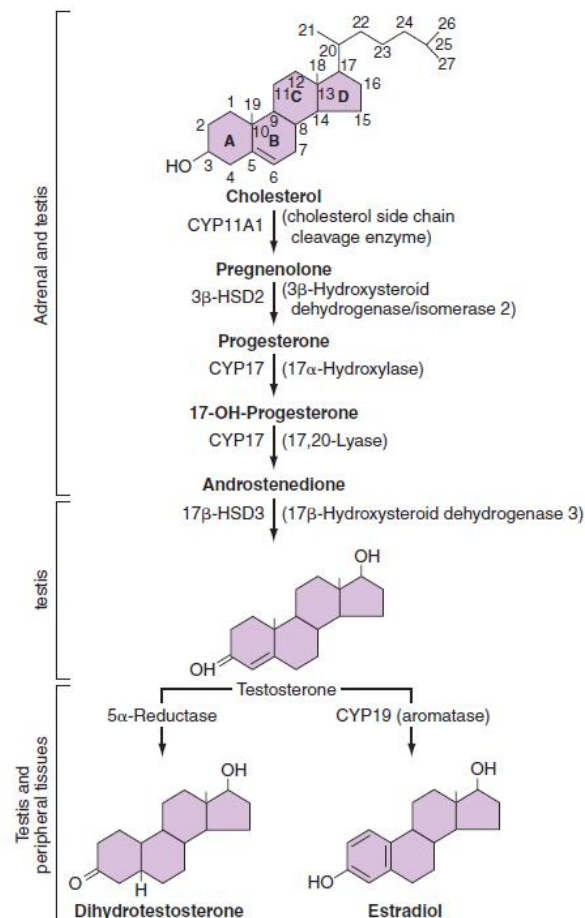 21
22
24
26
20
23
25
27
18
17
12
11
C
13
D
16
1
19
14
15
2
9
8
10
A
B
7
HO
3
5
4
6
Cholesterol
CYP11A1 (cholesterol side chain
cleavage enzyme)
Pregnenolone
3β-HSD2 (3β-Hydroxysteroid
dehydrogenase/isomerase 2)
Progesterone
CYP17 (17α-Hydroxylase)
17-OH-Progesterone
CYP17 (17,20-Lyase)
Androstenedione
17β-HSD3 (17β-Hydroxysteroid dehydrogenase 3)
Adrenal and testis
OH
OH
testis
Testosterone
5α-Reductase
CYP19 (aromatase)
OH
OH
O
H
HO
Dihydrotestosterone
Estradiol
Testis and
peripheral tissues